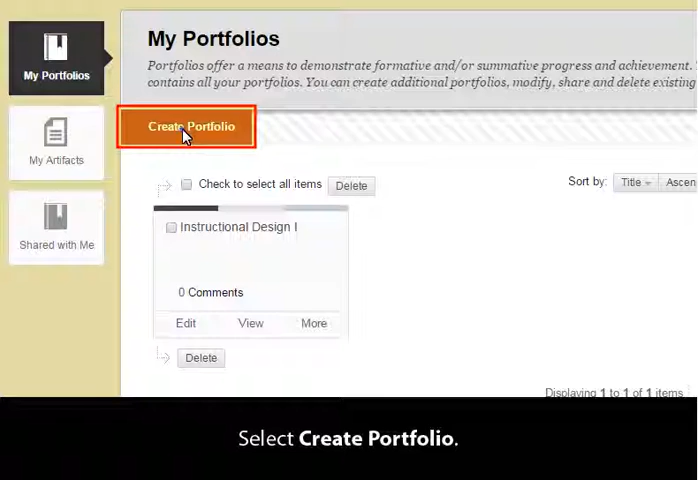 My Portfolios
My Portfolios
Portfolios offer a means to demonstrate formative and/or summative progress and achievement.
contains all your portfolios. You can create additional portfolios, modify, share and delete existing
Create Portfolio
My Artifacts
Check to select all items
Delete
Sort by:
Title
Ascen
Shared with Me
Instructional Design I
0 Comments
Edit
View
More
Delete
Displaying 1 to 1 of 1 items
Select Create Portfolio.